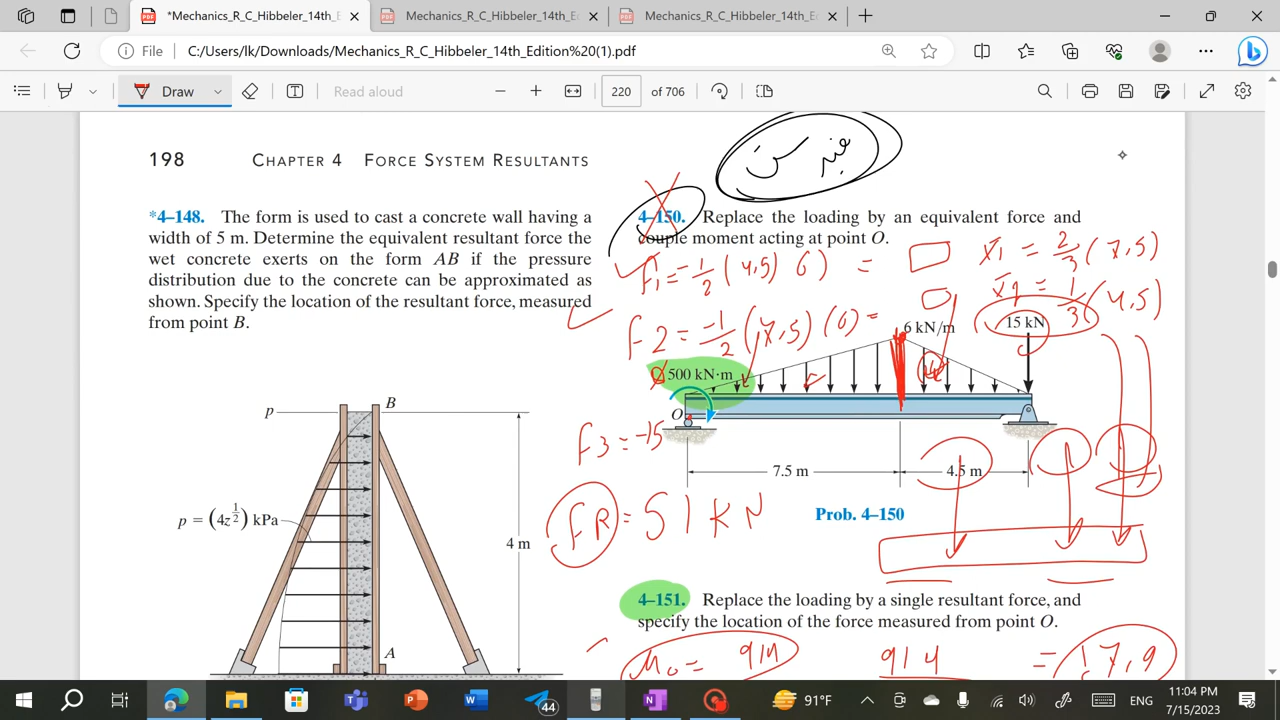 *Mechanics_R_C_Hibbeler_14th_E
Mechanics_R_C_Hibbeler_14th_Ed
Mechanics_R_C_Hibbeler_14th_Edi
File
C:/Users/lk/Downloads/Mechanics_R_C_Hibbeler_14th_Edition%20(1).pdf
Draw
Read aloud
220 of 706
198 CHAPTER 4 FORCE SYSTEM RESULTANTS
*4–148. The form is used to cast a concrete wall having a
width of 5 m. Determine the equivalent resultant force the
wet concrete exerts on the form AB if the pressure
distribution due to the concrete can be approximated as
shown. Specify the location of the resultant force, measured
from point B.
p
B
p = (4z^{1/2}) kPa
4 m
A
4–150. Replace the loading by an equivalent force and
couple moment acting at point O.
F1 = -1/2 (4,5) 6) =
x̄1 = 2/3 (7,5)
1/3 (4,5)
F2 = -1/2 (7,5) (6) =
6 kN/m
15 kN
500 kN·m
O
F3 = -15
7.5 m
4.5 m
FR = 51 KN
Prob. 4–150
4–151. Replace the loading by a single resultant force, and
specify the location of the force measured from point O.
M0 = 914
914
= 17,9
44
91°F
ENG
11:04 PM
7/15/2023